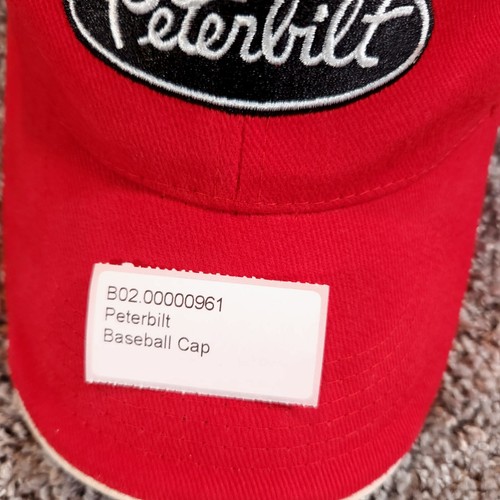 Peterbilt
B02.00000961
Peterbilt
Baseball Cap